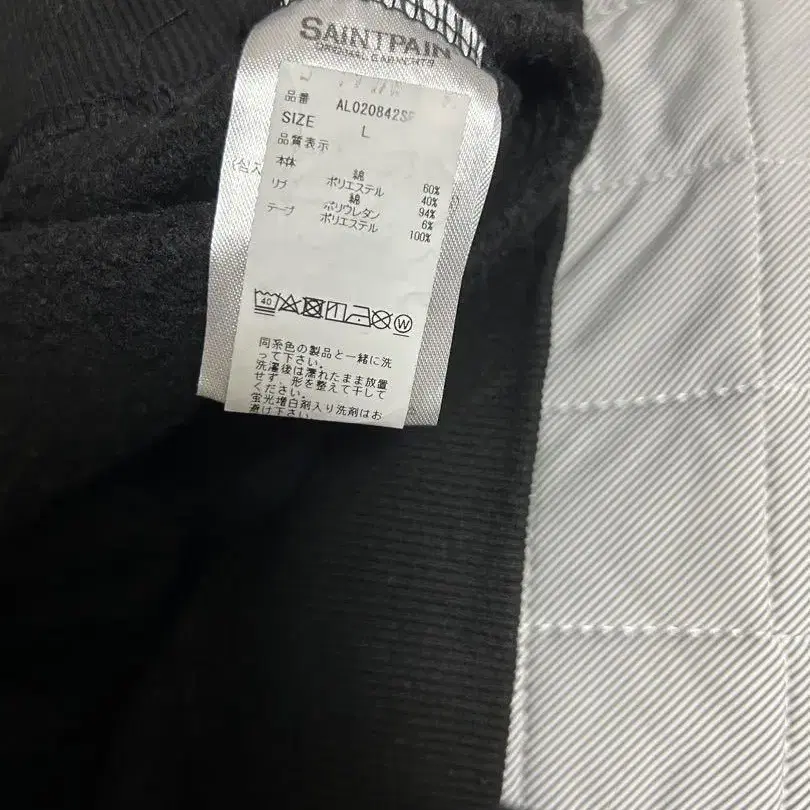 SAINTPAIN
ORIGINAL GARMENTS
品番 AL020842SF
SIZE L
品質表示
本体 綿 60%
ポリエステル 40%
リブ 綿 94%
ポリウレタン 6%
テープ ポリエステル 100%
40
W
同系色の製品と一緒に洗
って下さい。
洗濯後は濡れたまま放置
せず、形を整えて干して
ください。
蛍光増白剤入り洗剤はお
避け下さい。